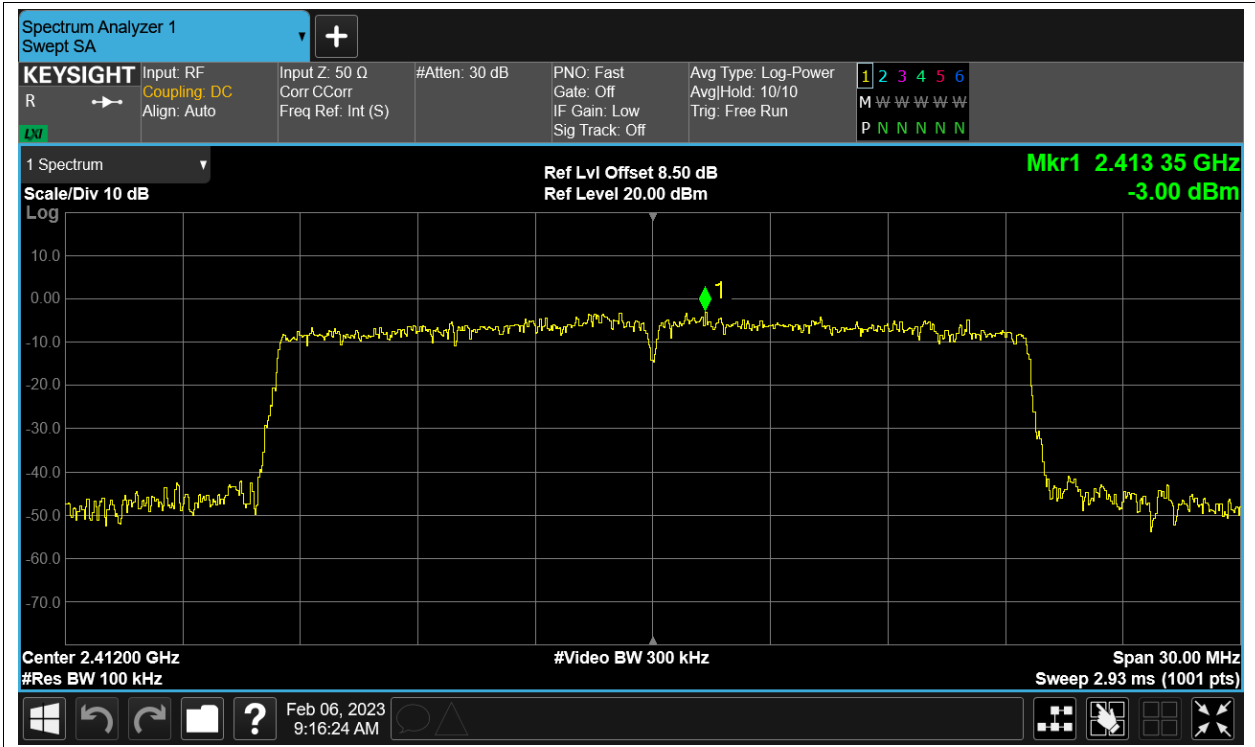 Spectrum Analyzer 1
Swept SA
KEYSIGHT
R
LXI
Input: RF
Coupling: DC
Align: Auto
Input Z: 50 Ω
Corr CCorr
Freq Ref: Int (S)
#Atten: 30 dB
PNO: Fast
Gate: Off
IF Gain: Low
Sig Track: Off
Avg Type: Log-Power
Avg|Hold: 10/10
Trig: Free Run
1 2 3 4 5 6
M W W W W W
P N N N N N
1 Spectrum
Scale/Div 10 dB
Log
Ref Lvl Offset 8.50 dB
Ref Level 20.00 dBm
Mkr1 2.413 35 GHz
-3.00 dBm
10.0
0.00
-10.0
-20.0
-30.0
-40.0
-50.0
-60.0
-70.0
1
Center 2.41200 GHz
#Res BW 100 kHz
#Video BW 300 kHz
Span 30.00 MHz
Sweep 2.93 ms (1001 pts)
?
Feb 06, 2023
9:16:24 AM